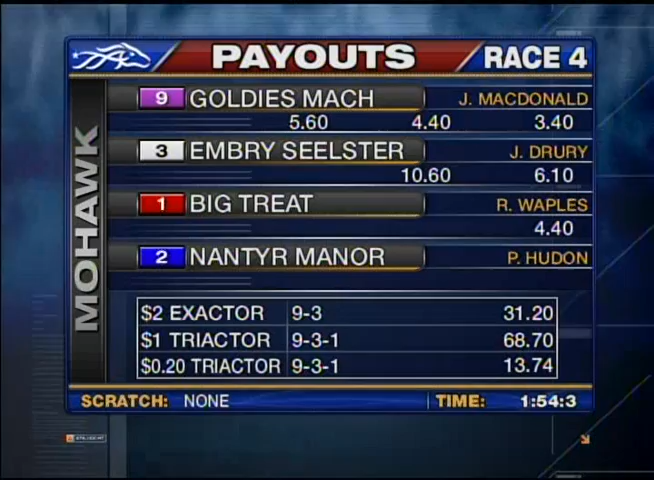 PAYOUTS
RACE 4
MOHAWK
9 GOLDIES MACH J. MACDONALD
5.60 4.40 3.40
3 EMBRY SEELSTER J. DRURY
10.60 6.10
1 BIG TREAT R. WAPLES
4.40
2 NANTYR MANOR P. HUDON
$2 EXACTOR 9-3 31.20
$1 TRIACTOR 9-3-1 68.70
$0.20 TRIACTOR 9-3-1 13.74
SCRATCH: NONE TIME: 1:54:3